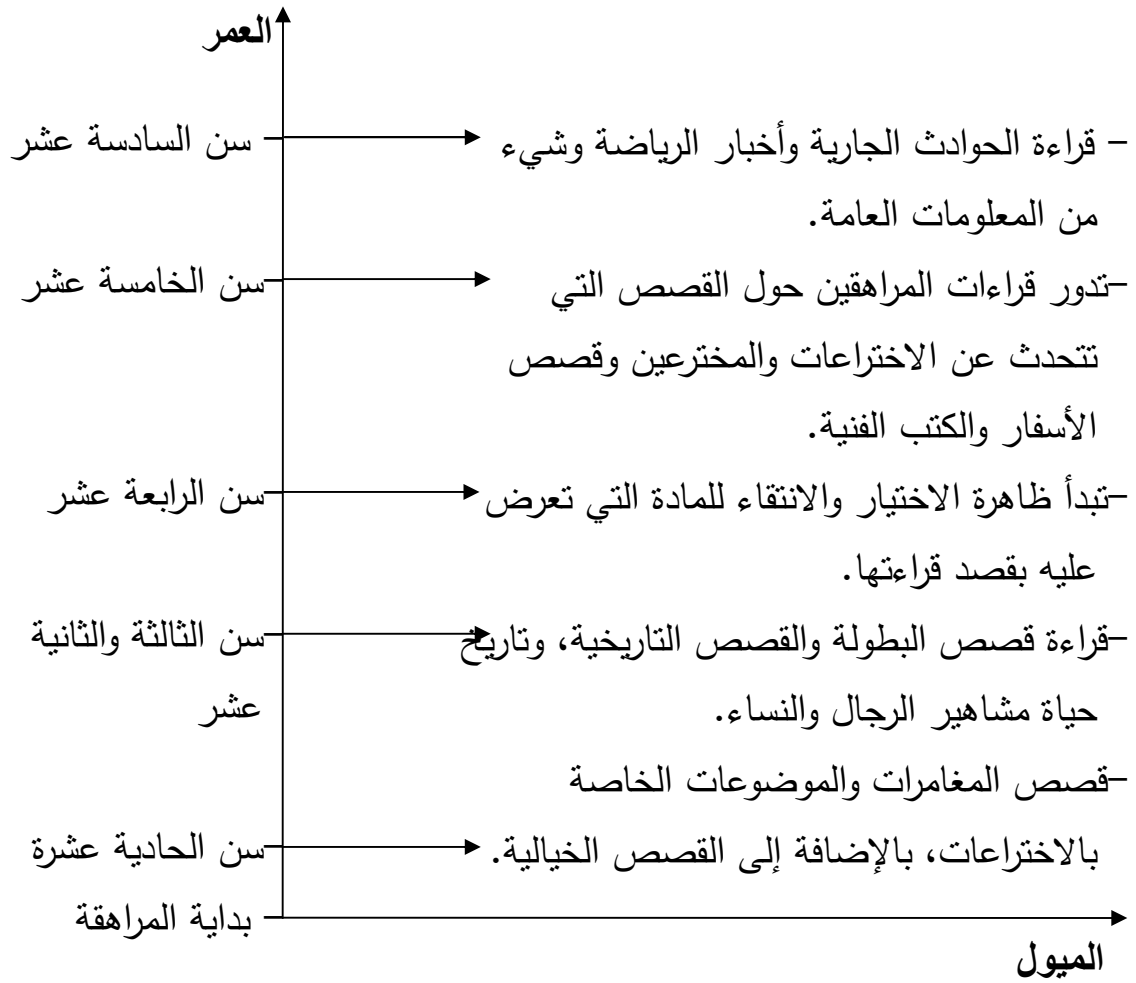 العمر
– قراءة الحوادث الجارية وأخبار الرياضة وشيء
من المعلومات العامة.
– سن السادسة عشر
–تدور قراءات المراهقين حول القصص التي
تتحدث عن الاختراعات والمخترعين وقصص
الأسفار والكتب الفنية.
–سن الخامسة عشر
–تبدأ ظاهرة الاختيار والانتقاء للمادة التي تعرض
عليه بقصد قراءتها.
–سن الرابعة عشر
–قراءة قصص البطولة والقصص التاريخية، وتاريخ
حياة مشاهير الرجال والنساء.
–سن الثالثة والثانية
عشر
–قصص المغامرات والموضوعات الخاصة
بالاختراعات، بالإضافة إلى القصص الخيالية.
–سن الحادية عشرة
– بداية المراهقة
الميول